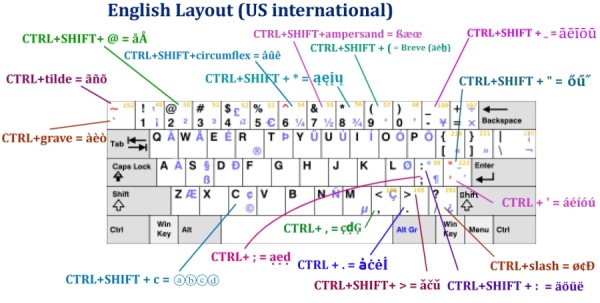 English Layout (US international)
CTRL+SHIFT+ @ = åÅ
CTRL+SHIFT+ampersand = ßæœ
CTRL+SHIFT + _ = āēīōū
CTRL+SHIFT+circumflex = âûê
CTRL+SHIFT + ( = Breve (ăĕḫ)
CTRL+tilde = ãñõ
CTRL+SHIFT + * = ąęįų
CTRL+SHIFT + " = őű˝
~ ` ! 1 ¡ @ 2 ² # 3 ³ $ 4 £ ¤ % 5 € ^ 6 ¼ & 7 ½ * 8 ¾ ( 9 ‘ ) 0 ’ _ - ¥ + = ÷ × Backspace
CTRL+grave = àèò
Tab Q Ä W Å E É R T Þ Y Ü U Ú I Í O Ó P Ö { [ « } ] » | \ ¬
Caps Lock A Á S § ß D Ð F G H J K L Ø : ; ° ¶ " ' Enter
Shift Z Æ X C ¢ © V B N Ñ M µ < , Ç > . ? / ¿ Shift
CTRL + ' = áéíóú
Ctrl Win Key Alt Alt Gr Win Key Menu Ctrl
CTRL+ , = çḑĢ
CTRL+ ; = ạẹḍ
CTRL + . = ȧċėİ
CTRL+slash = ø¢Đ
CTRL+SHIFT + c = ⓐⓑⓒⓓ
CTRL+SHIFT+ > = ǎčǔ
CTRL+SHIFT + : = äöüë